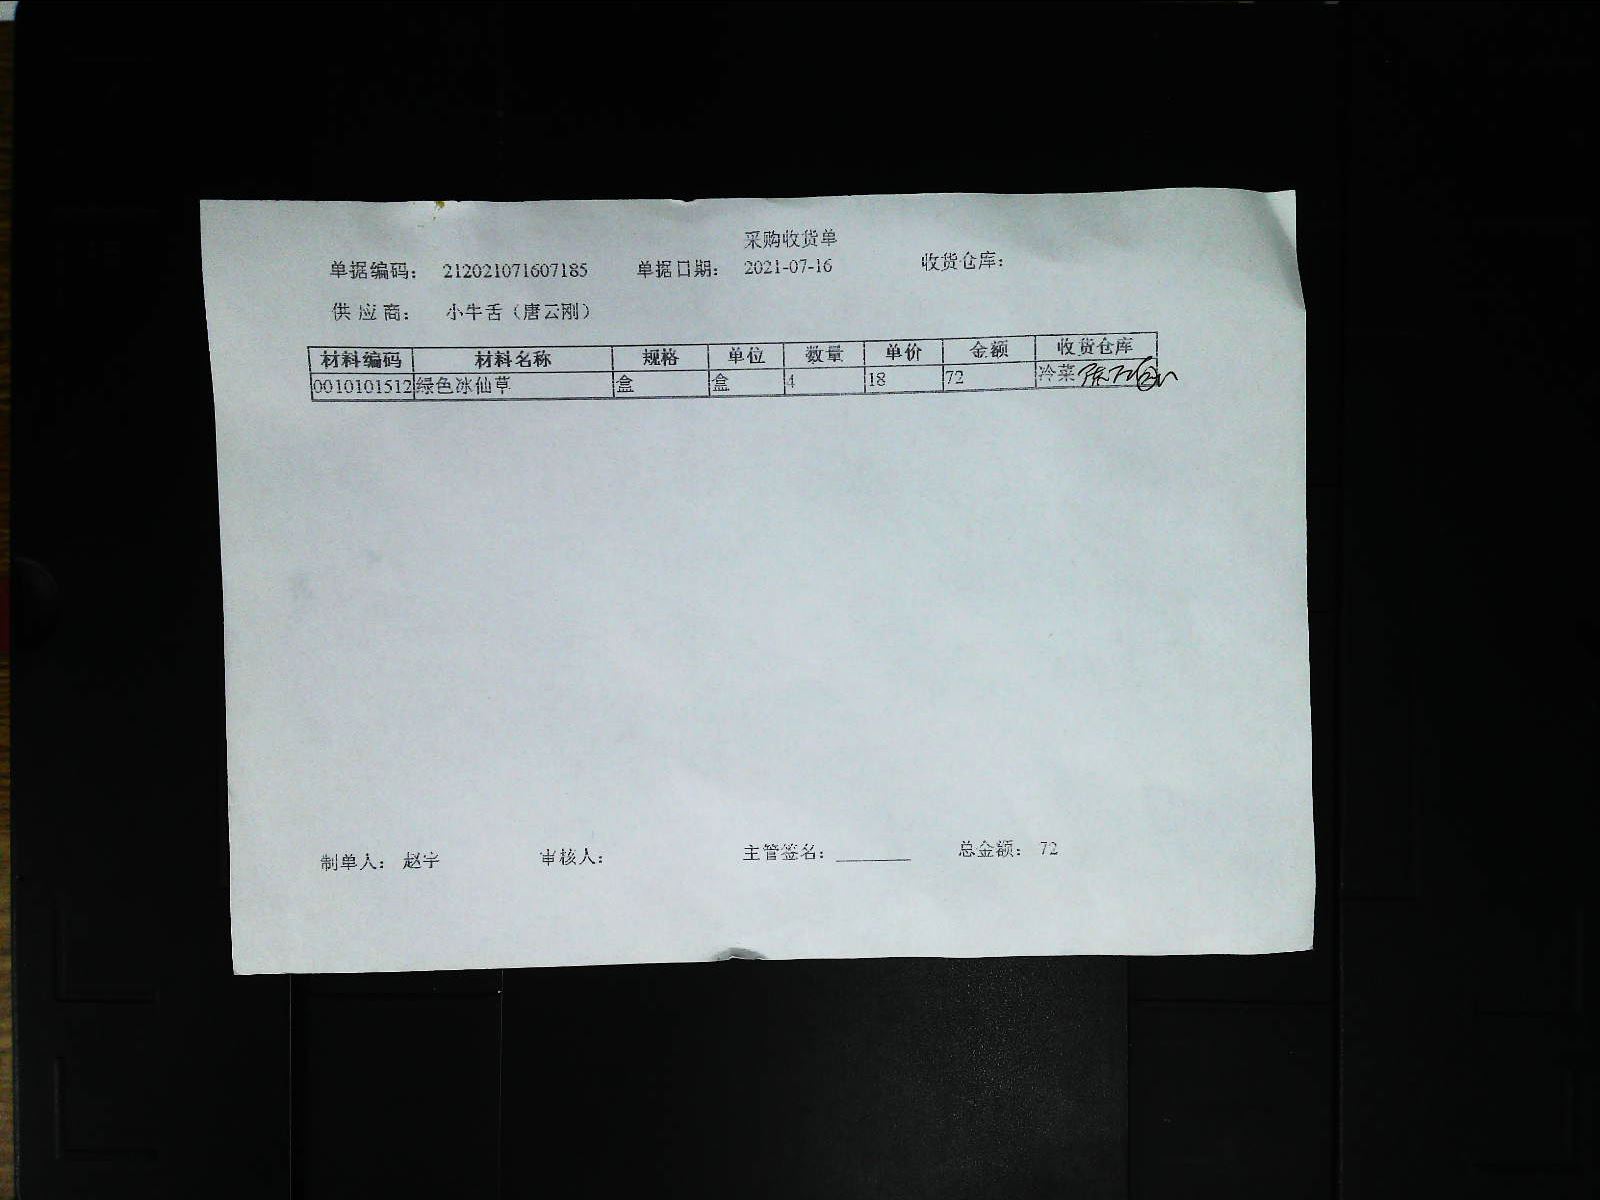 采购收货单
单据编码： 212021071607185 单据日期： 2021-07-16 收货仓库：
供 应 商： 小牛舌（唐云刚）
材料编码 材料名称 规格 单位 数量 单价 金额 收货仓库
0010101512 绿色冰仙草 盒 盒 4 18 72 冷菜
制单人： 赵宇 审核人： 主管签名：________ 总金额： 72